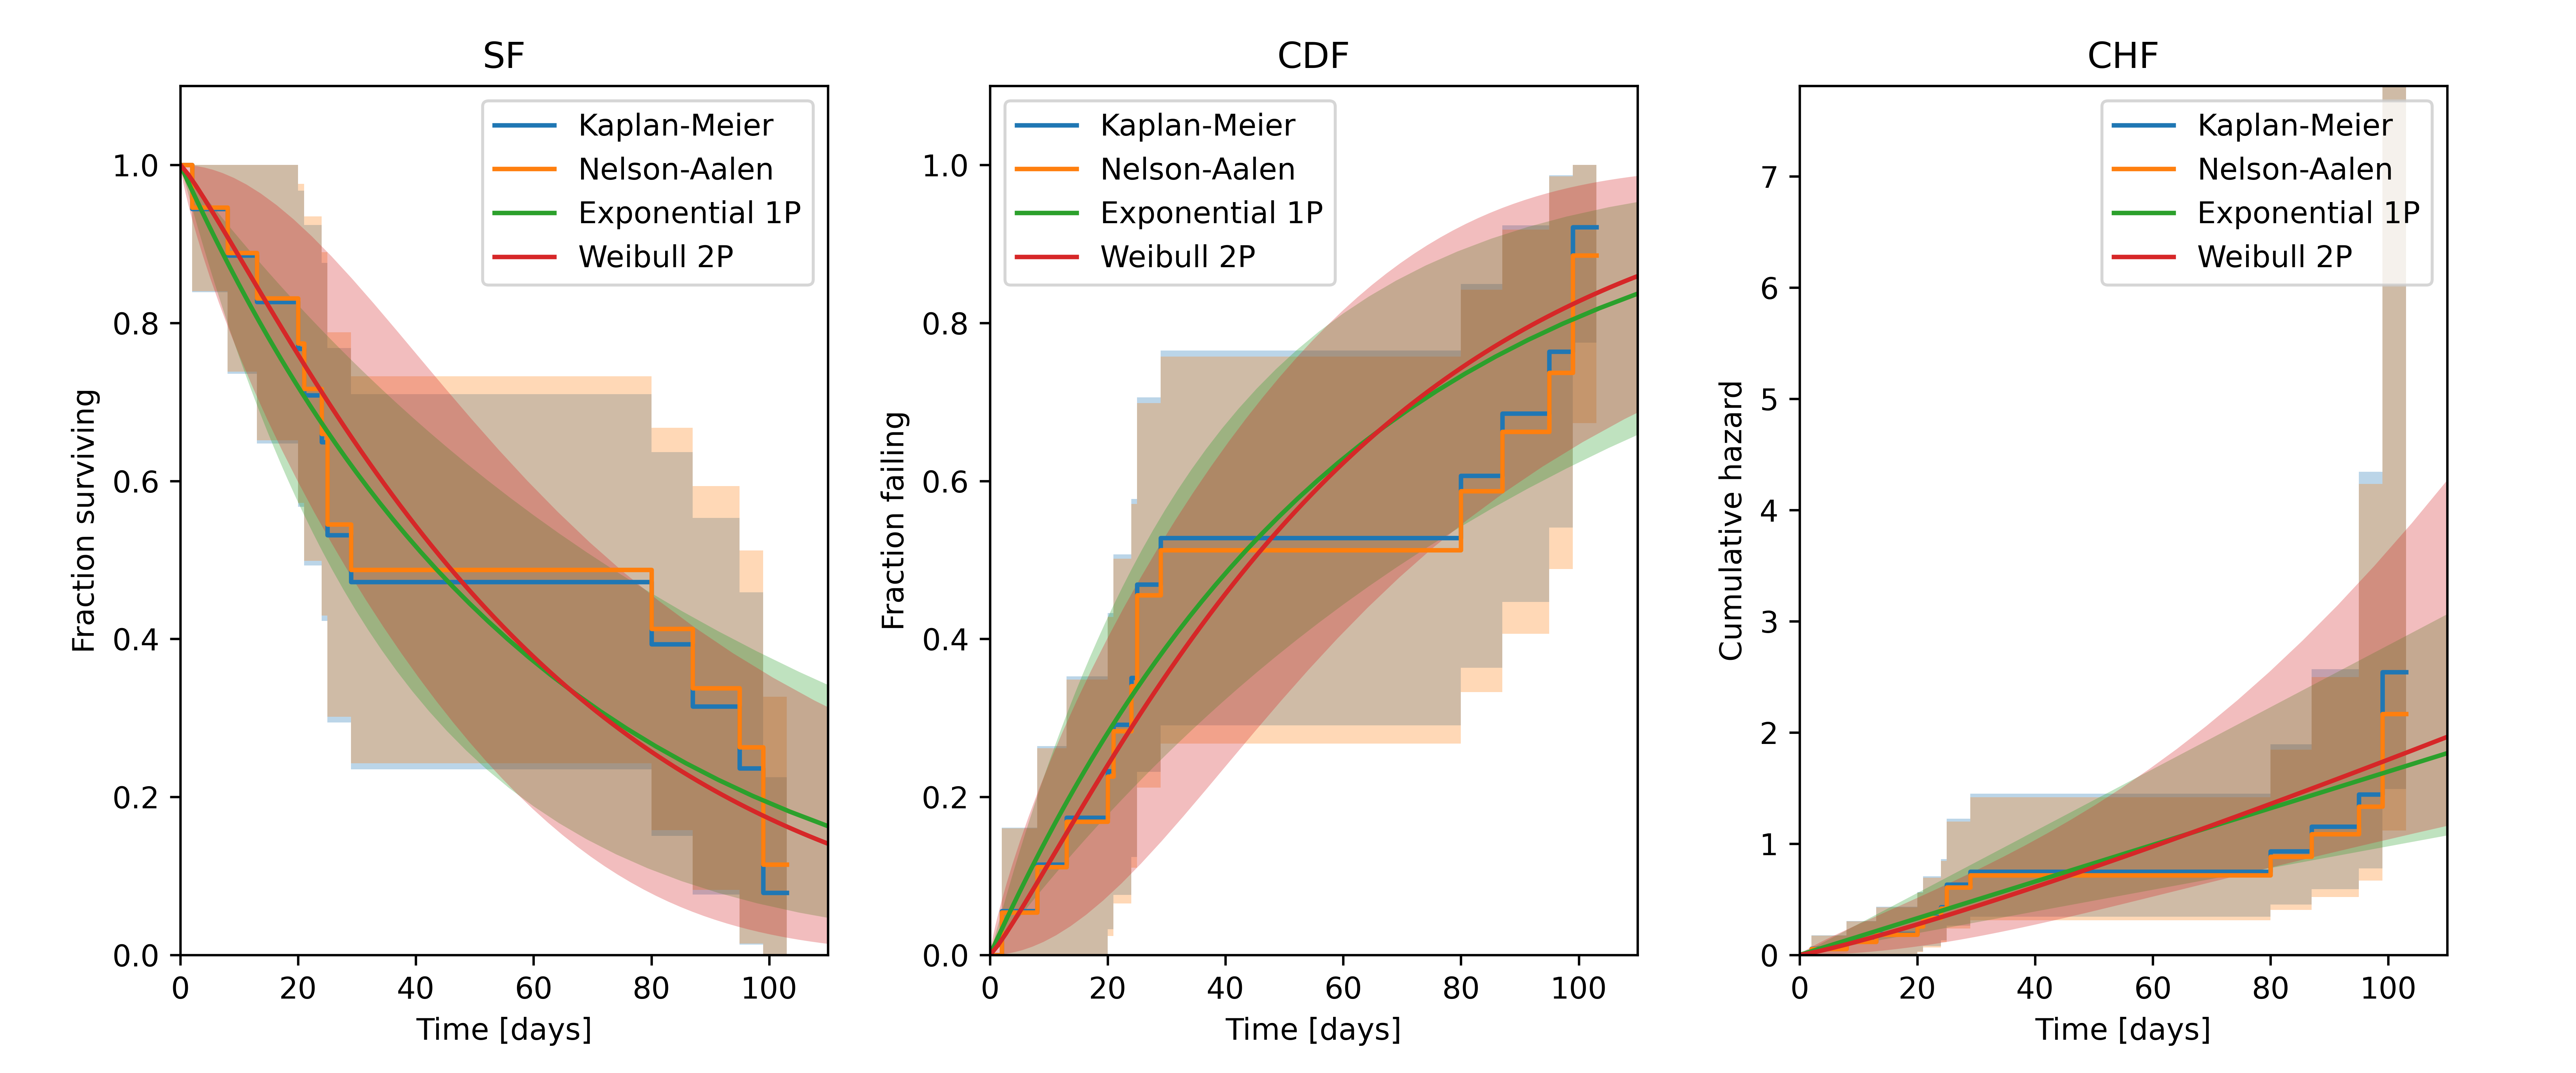 SF
Fraction surviving
1.0
0.8
0.6
0.4
0.2
0.0
Kaplan-Meier
Nelson-Aalen
Exponential 1P
Weibull 2P
0 20 40 60 80 100
Time [days]
CDF
Fraction failing
1.0
0.8
0.6
0.4
0.2
0.0
Kaplan-Meier
Nelson-Aalen
Exponential 1P
Weibull 2P
0 20 40 60 80 100
Time [days]
CHF
Cumulative hazard
7
6
5
4
3
2
1
0
Kaplan-Meier
Nelson-Aalen
Exponential 1P
Weibull 2P
0 20 40 60 80 100
Time [days]